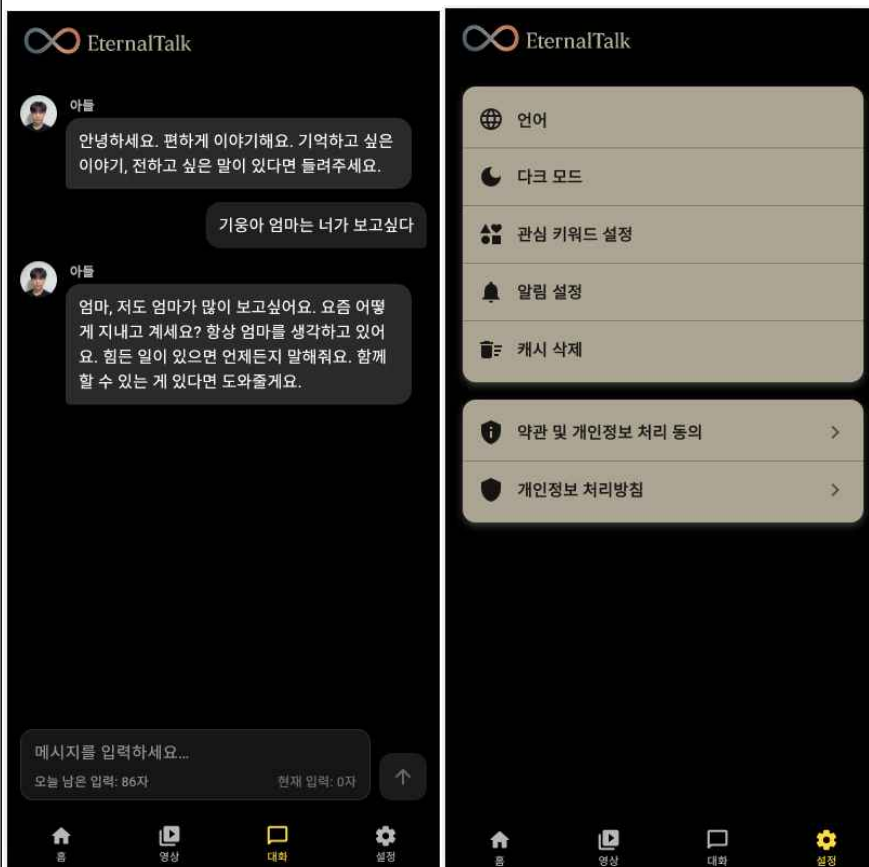 EternalTalk
아들
안녕하세요. 편하게 이야기해요. 기억하고 싶은
이야기, 전하고 싶은 말이 있다면 들려주세요.
기웅아 엄마는 너가 보고싶다
아들
엄마, 저도 엄마가 많이 보고싶어요. 요즘 어떻
게 지내고 계세요? 항상 엄마를 생각하고 있어
요. 힘든 일이 있으면 언제든지 말해줘요. 함께
할 수 있는 게 있다면 도와줄게요.
메시지를 입력하세요...
오늘 남은 입력: 86자 현재 입력: 0자
홈 영상 대화 설정
EternalTalk
언어
다크 모드
관심 키워드 설정
알림 설정
캐시 삭제
약관 및 개인정보 처리 동의
개인정보 처리방침
홈 영상 대화 설정